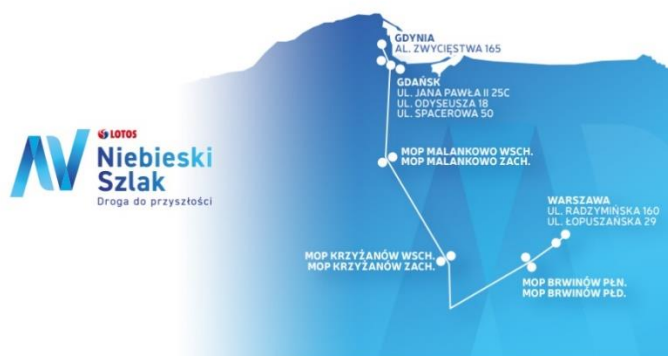 GDYNIA
AL. ZWYCIĘSTWA 165
GDAŃSK
UL. JANA PAWŁA II 25C
UL. ODYSEUSZA 18
UL. SPACEROWA 50
LOTOS
Niebieski
Szlak
Droga do przyszłości
MOP MALANKOWO WSCH.
MOP MALANKOWO ZACH.
WARSZAWA
UL. RADZYMIŃSKA 160
UL. ŁOPUSZAŃSKA 29
MOP KRZYŻANÓW WSCH.
MOP KRZYŻANÓW ZACH.
MOP BRWINÓW PŁN.
MOP BRWINÓW PŁD.